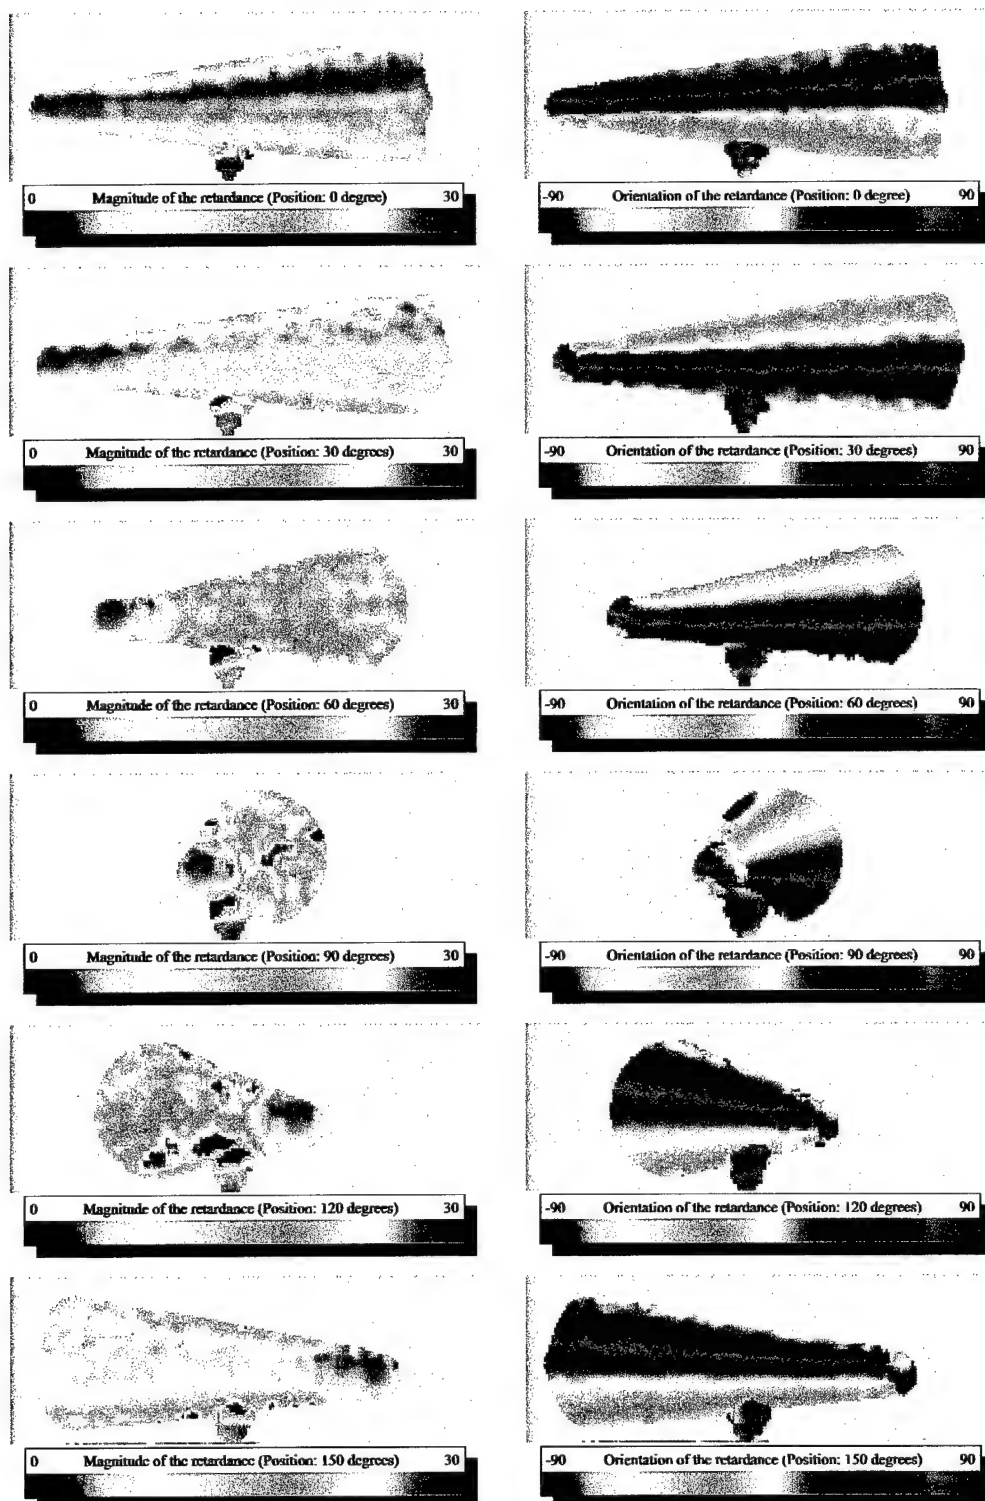 0 Magnitude of the retardance (Position: 0 degree) 30
-90 Orientation of the retardance (Position: 0 degree) 90
0 Magnitude of the retardance (Position: 30 degrees) 30
-90 Orientation of the retardance (Position: 30 degrees) 90
0 Magnitude of the retardance (Position: 60 degrees) 30
-90 Orientation of the retardance (Position: 60 degrees) 90
0 Magnitude of the retardance (Position: 90 degrees) 30
-90 Orientation of the retardance (Position: 90 degrees) 90
0 Magnitude of the retardance (Position: 120 degrees) 30
-90 Orientation of the retardance (Position: 120 degrees) 90
0 Magnitude of the retardance (Position: 150 degrees) 30
-90 Orientation of the retardance (Position: 150 degrees) 90